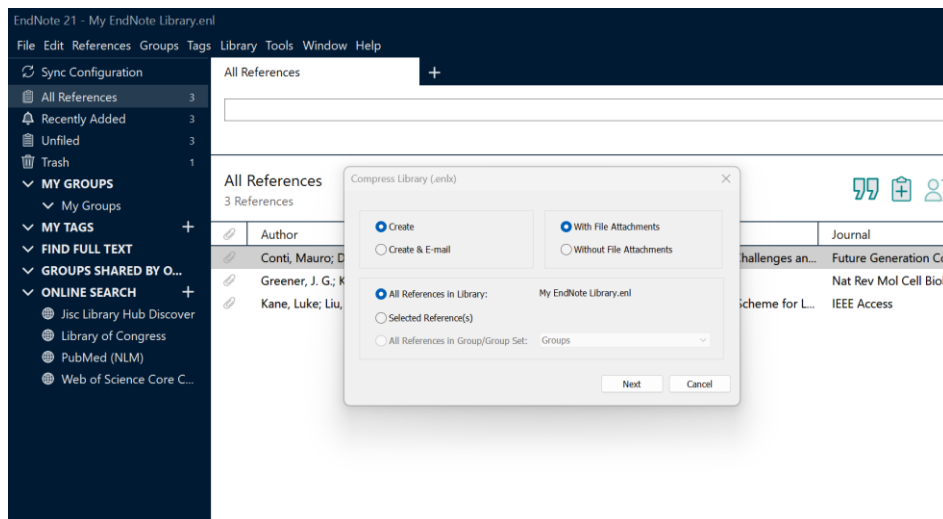 EndNote 21 - My EndNote Library.enl
File Edit References Groups Tags Library Tools Window Help
Sync Configuration
All References 3
Recently Added 3
Unfiled 3
Trash 1
MY GROUPS
My Groups
MY TAGS
FIND FULL TEXT
GROUPS SHARED BY O...
ONLINE SEARCH
Jisc Library Hub Discover
Library of Congress
PubMed (NLM)
Web of Science Core C...
All References
All References
3 References
Author
Journal
Conti, Mauro; D
hallenges an...
Future Generation Co
Greener, J. G.; K
Nat Rev Mol Cell Biol
Kane, Luke; Liu,
Scheme for L...
IEEE Access
Compress Library (.enlx)
Create
Create & E-mail
With File Attachments
Without File Attachments
All References in Library: My EndNote Library.enl
Selected Reference(s)
All References in Group/Group Set: Groups
Next
Cancel